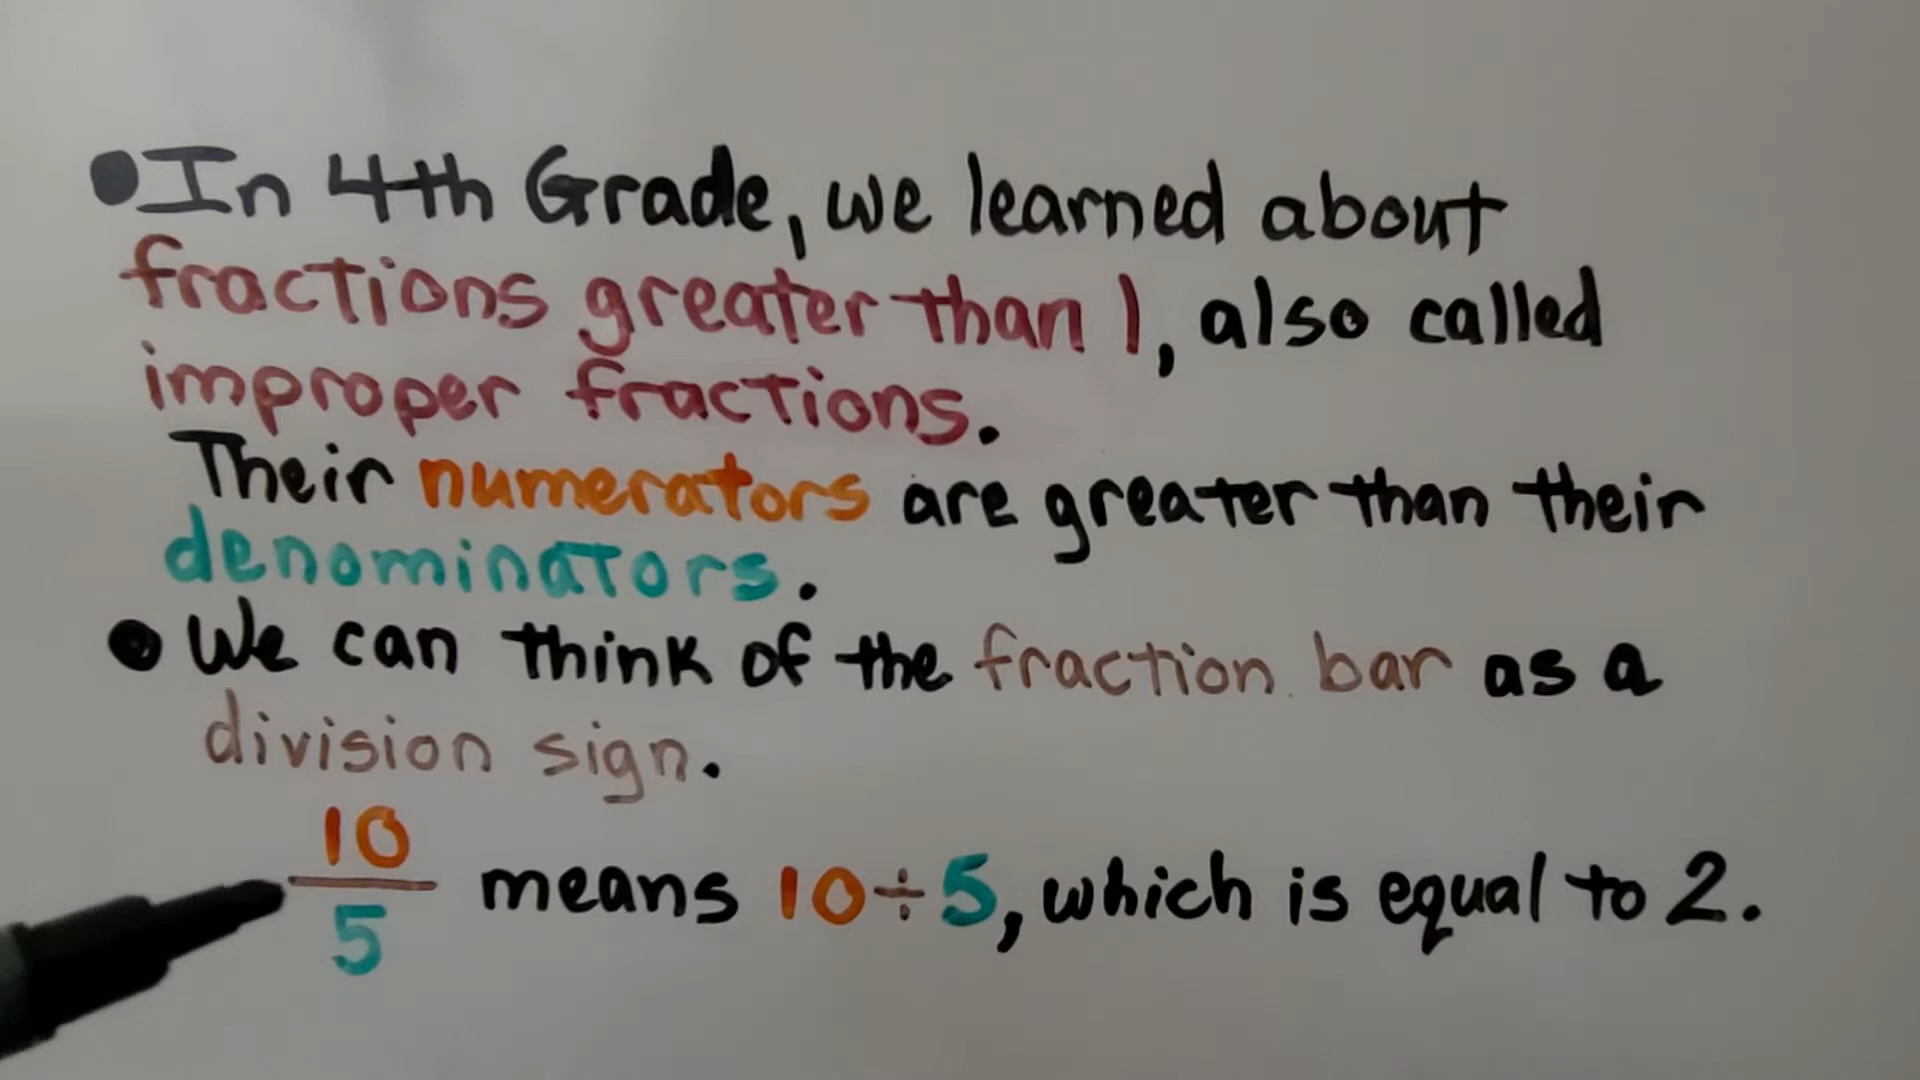 ●In 4th Grade, we learned about
fractions greater than 1, also called
improper fractions.
Their numerators are greater than their
denominators.
● We can think of the fraction bar as a
division sign.
10/5 means 10÷5, which is equal to 2.